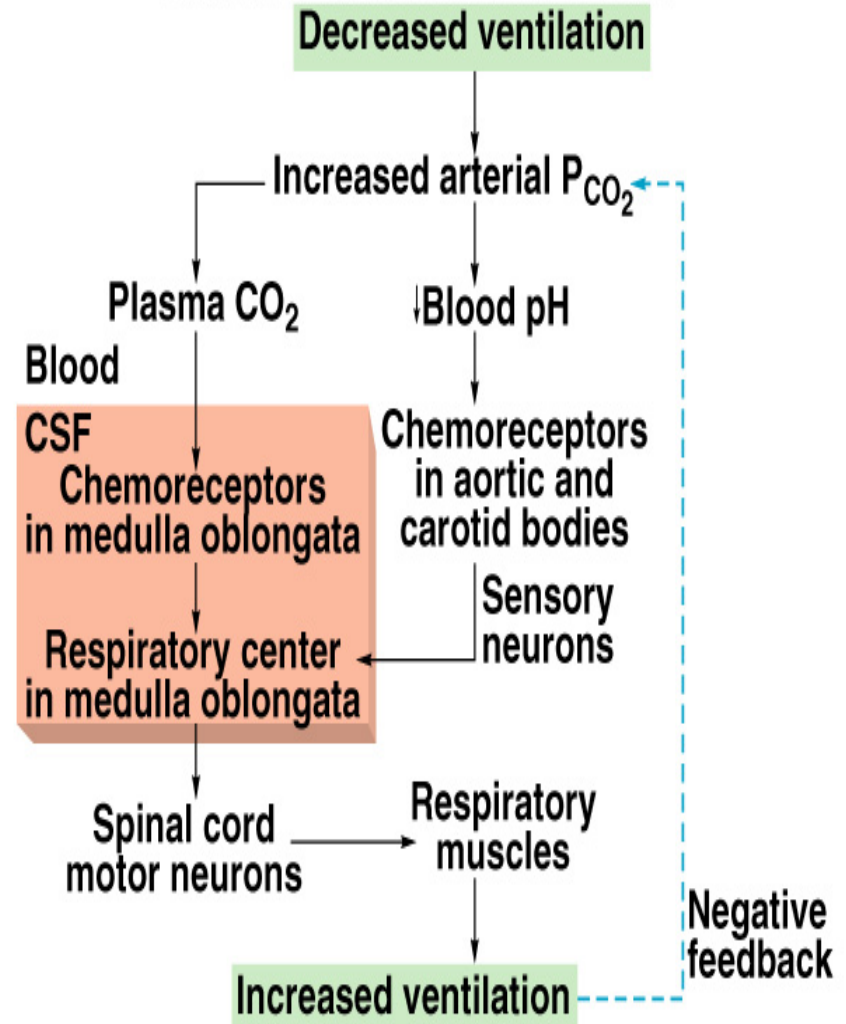 Decreased ventilation
Increased arterial PCO2
Plasma CO2
↓Blood pH
Blood
CSF
Chemoreceptors
in medulla oblongata
Chemoreceptors
in aortic and
carotid bodies
Sensory
neurons
Respiratory center
in medulla oblongata
Spinal cord
motor neurons
Respiratory
muscles
Negative
feedback
Increased ventilation